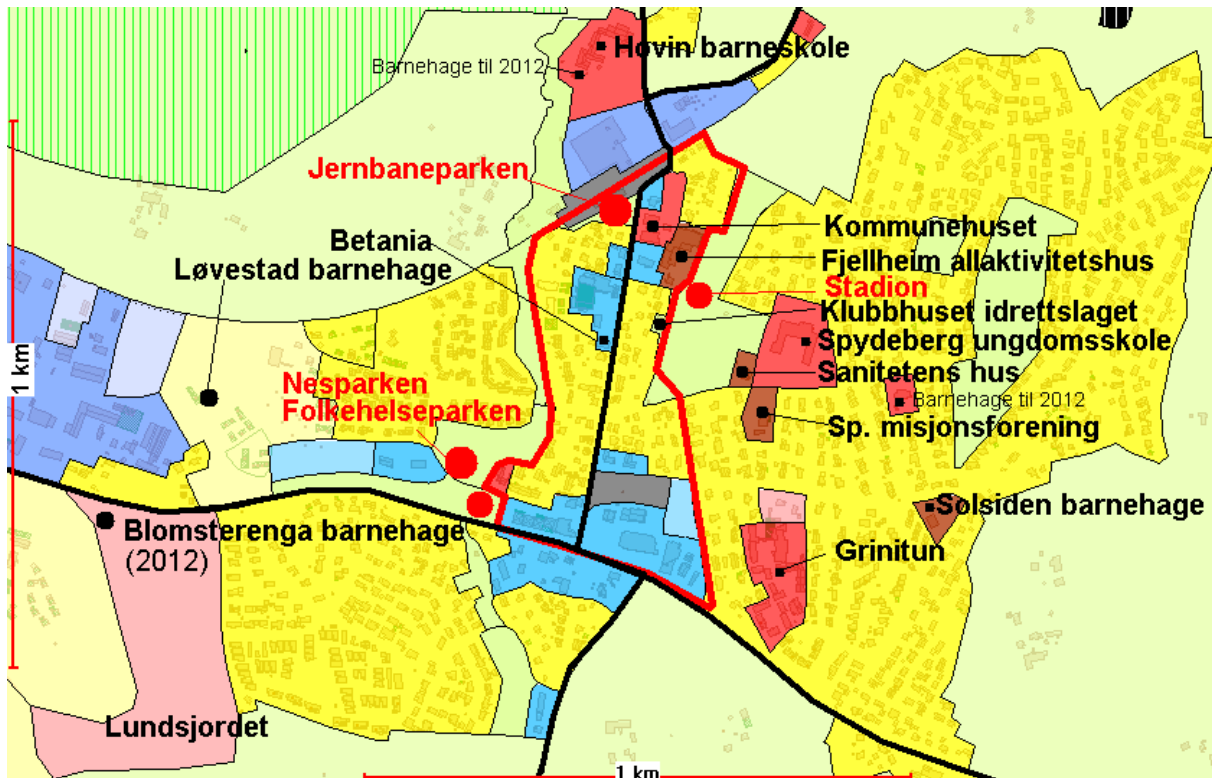 Hovin barneskole
Barnehage til 2012
Jernbaneparken
Kommunehuset
Betania
Fjellheim allaktivitetshus
Løvestad barnehage
Stadion
Klubbhuset idrettslaget
Spydeberg ungdomsskole
1 km
Sanitetens hus
Nesparken
Folkehelseparken
Barnehage til 2012
Sp. misjonsforening
Solsiden barnehage
Blomsterenga barnehage
(2012)
Grinitun
Lundsjordet
1 km